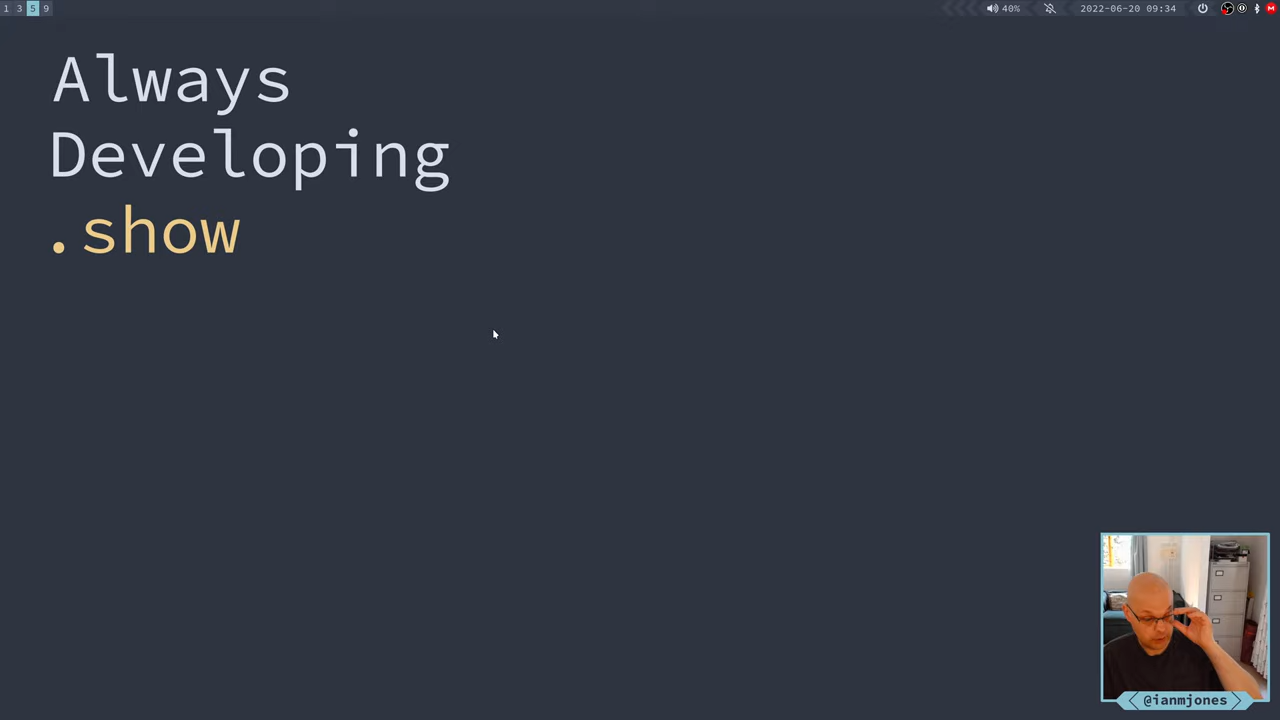 1 3 5 9
40%
2022-06-20 09:34
M
Always
Developing
.show
@ianmjones